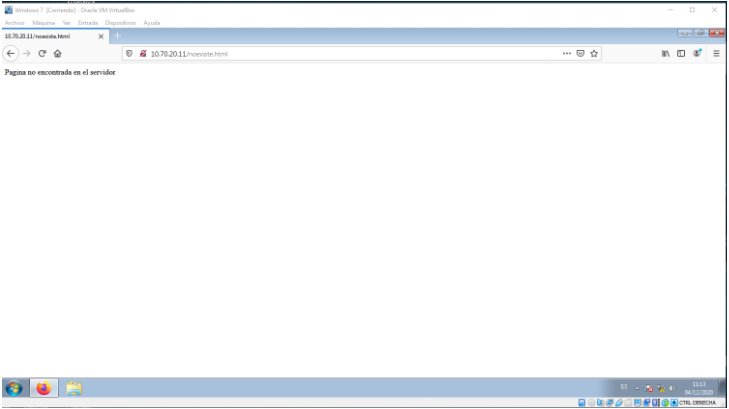 Windows 7 [Corriendo] - Oracle VM VirtualBox
Archivo Máquina Ver Entrada Dispositivos Ayuda
10.70.20.11/noexiste.html
10.70.20.11/noexiste.html
Pagina no encontrada en el servidor
ES
11:13
04/12/2020
CTRL DERECHA